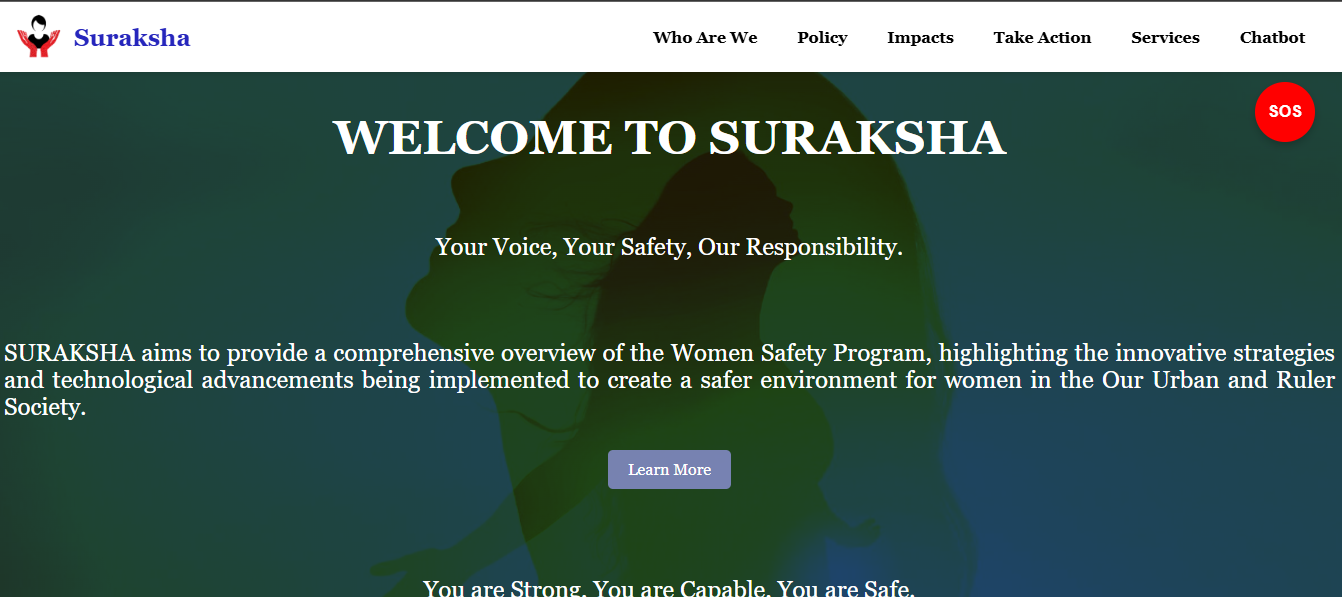 Suraksha
Who Are We
Policy
Impacts
Take Action
Services
Chatbot
SOS
WELCOME TO SURAKSHA
Your Voice, Your Safety, Our Responsibility.
SURAKSHA aims to provide a comprehensive overview of the Women Safety Program, highlighting the innovative strategies
and technological advancements being implemented to create a safer environment for women in the Our Urban and Ruler
Society.
Learn More
You are Strong, You are Capable, You are Safe.